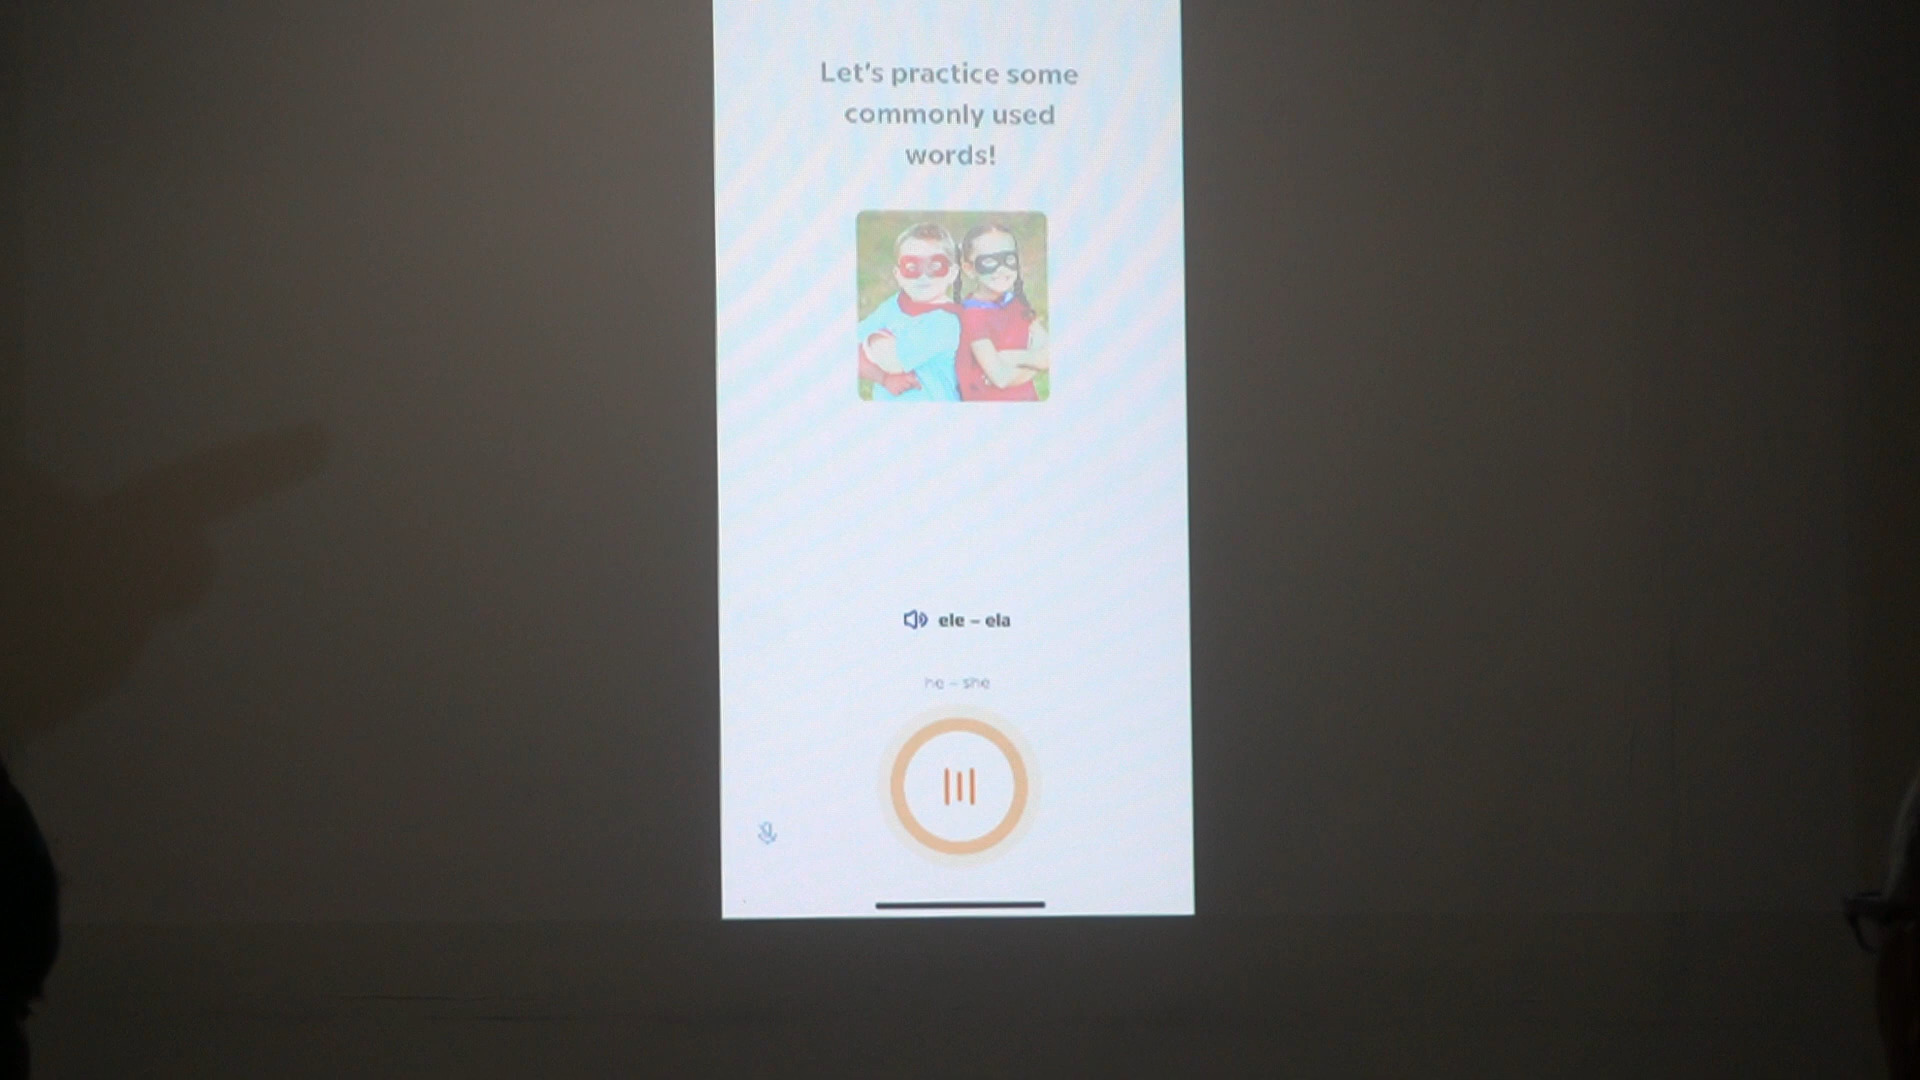 Let's practice some
commonly used
words!
ele – ela
he – she